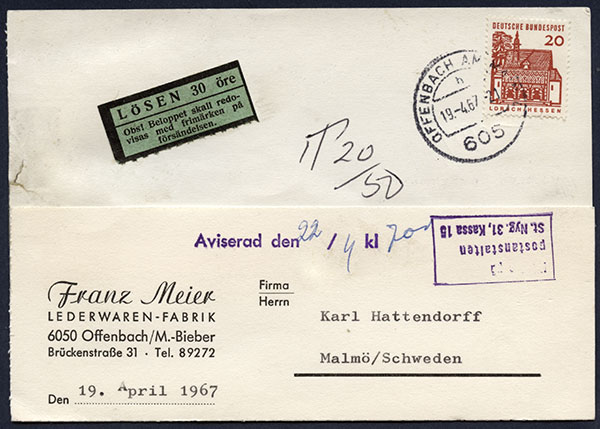 DEUTSCHE BUNDESPOST
20
LORSCH/HESSEN
OFFENBACH AM
h
19.-4.67
605
LÖSEN 30 öre
Obs! Beloppet skall redo-
visas med frimärken på
försändelsen.
T 20/50
Aviserad den 22/4 kl 700
postanstalten
St. Nyg. 31, Kassa 15
Franz Meier
LEDERWAREN-FABRIK
6050 Offenbach/M.-Bieber
Brückenstraße 31 · Tel. 89272
Den 19. April 1967
Firma
Herrn
Karl Hattendorff
Malmö/Schweden